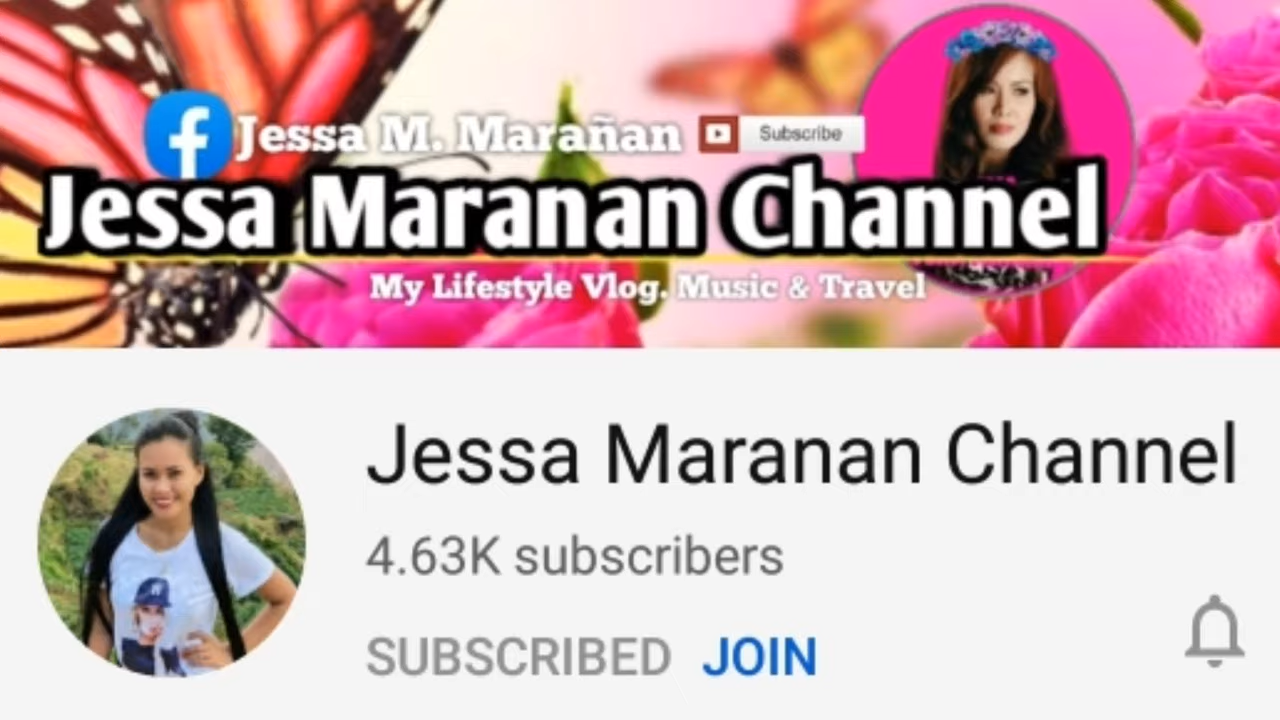 Jessa M. Marañan Subscribe
Jessa Maranan Channel
My Lifestyle Vlog. Music & Travel
Jessa Maranan Channel
4.63K subscribers
SUBSCRIBED JOIN